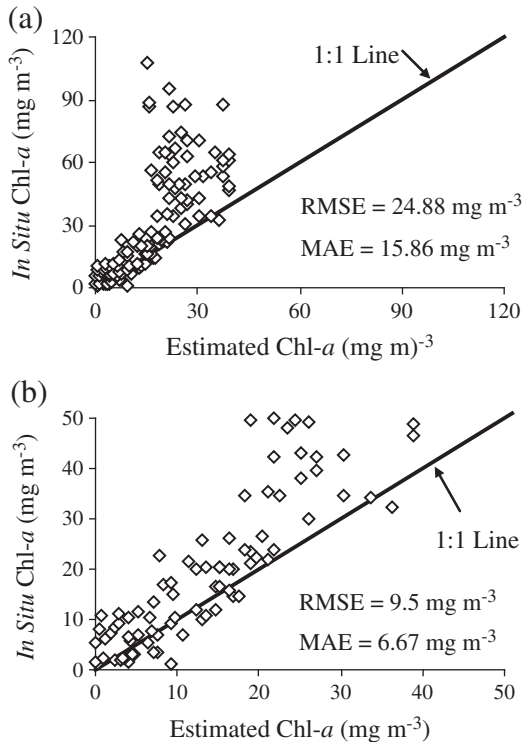 (a)
120
90
60
30
0
In Situ Chl-a (mg m-3)
1:1 Line
RMSE = 24.88 mg m-3
MAE = 15.86 mg m-3
0 30 60 90 120
Estimated Chl-a (mg m)-3
(b)
50
40
30
20
10
0
In Situ Chl-a (mg m-3)
1:1 Line
RMSE = 9.5 mg m-3
MAE = 6.67 mg m-3
0 10 20 30 40 50
Estimated Chl-a (mg m-3)